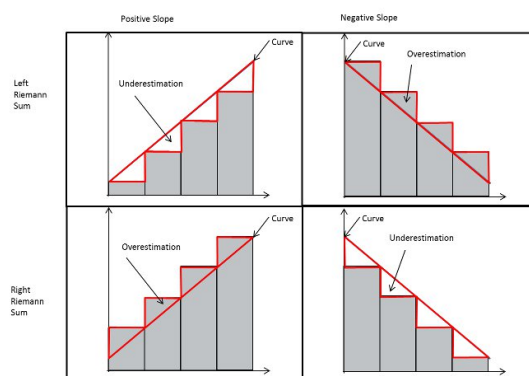 Positive Slope
Negative Slope
Left
Riemann
Sum
Curve
Underestimation
Curve
Overestimation
Right
Riemann
Sum
Curve
Overestimation
Curve
Underestimation